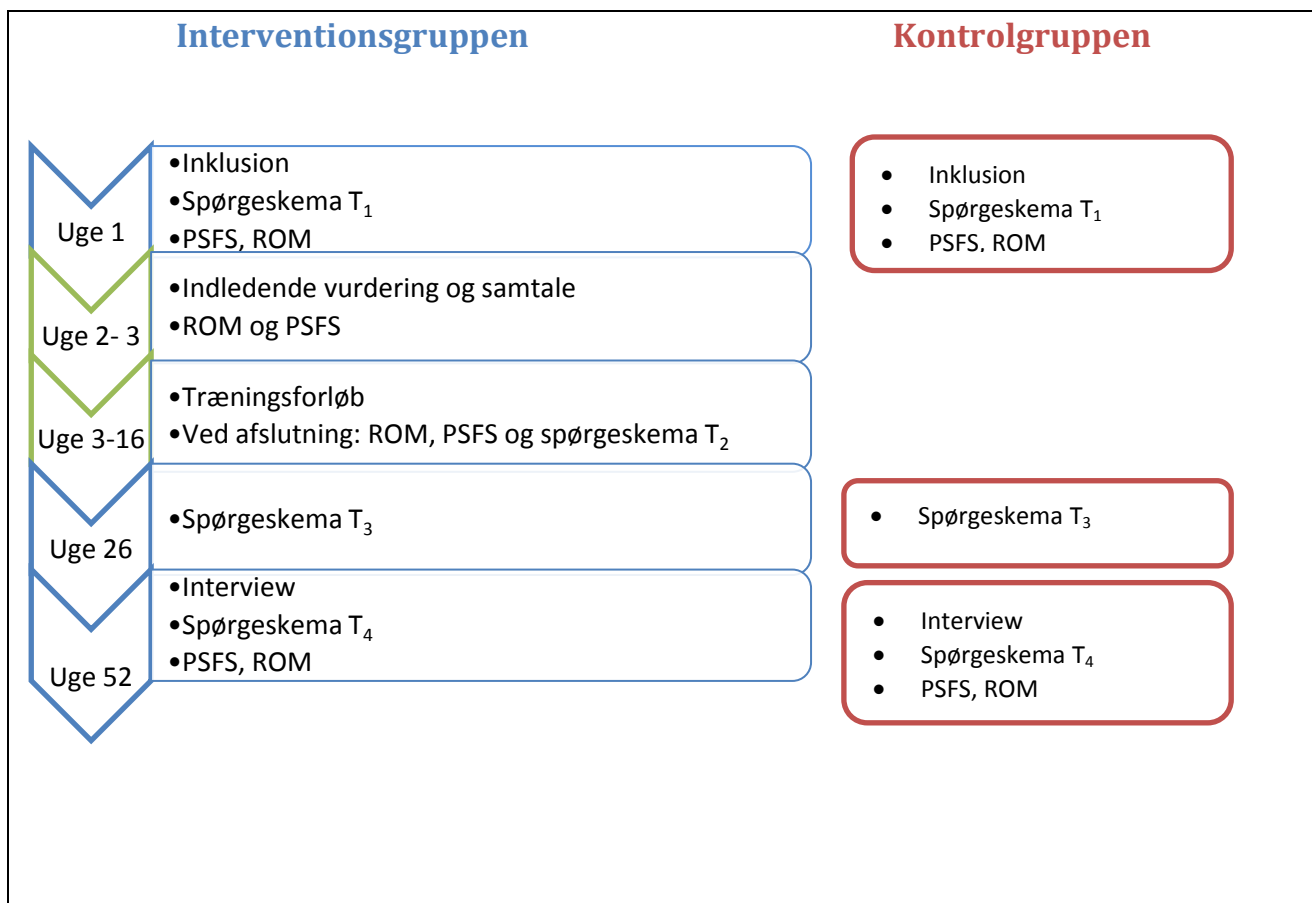 Interventionsgruppen
Kontrolgruppen
Uge 1
•Inklusion
•Spørgeskema T1
•PSFS, ROM
• Inklusion
• Spørgeskema T1
• PSFS. ROM
Uge 2- 3
•Indledende vurdering og samtale
•ROM og PSFS
Uge 3-16
•Træningsforløb
•Ved afslutning: ROM, PSFS og spørgeskema T2
Uge 26
•Spørgeskema T3
• Spørgeskema T3
Uge 52
•Interview
•Spørgeskema T4
•PSFS, ROM
• Interview
• Spørgeskema T4
• PSFS, ROM